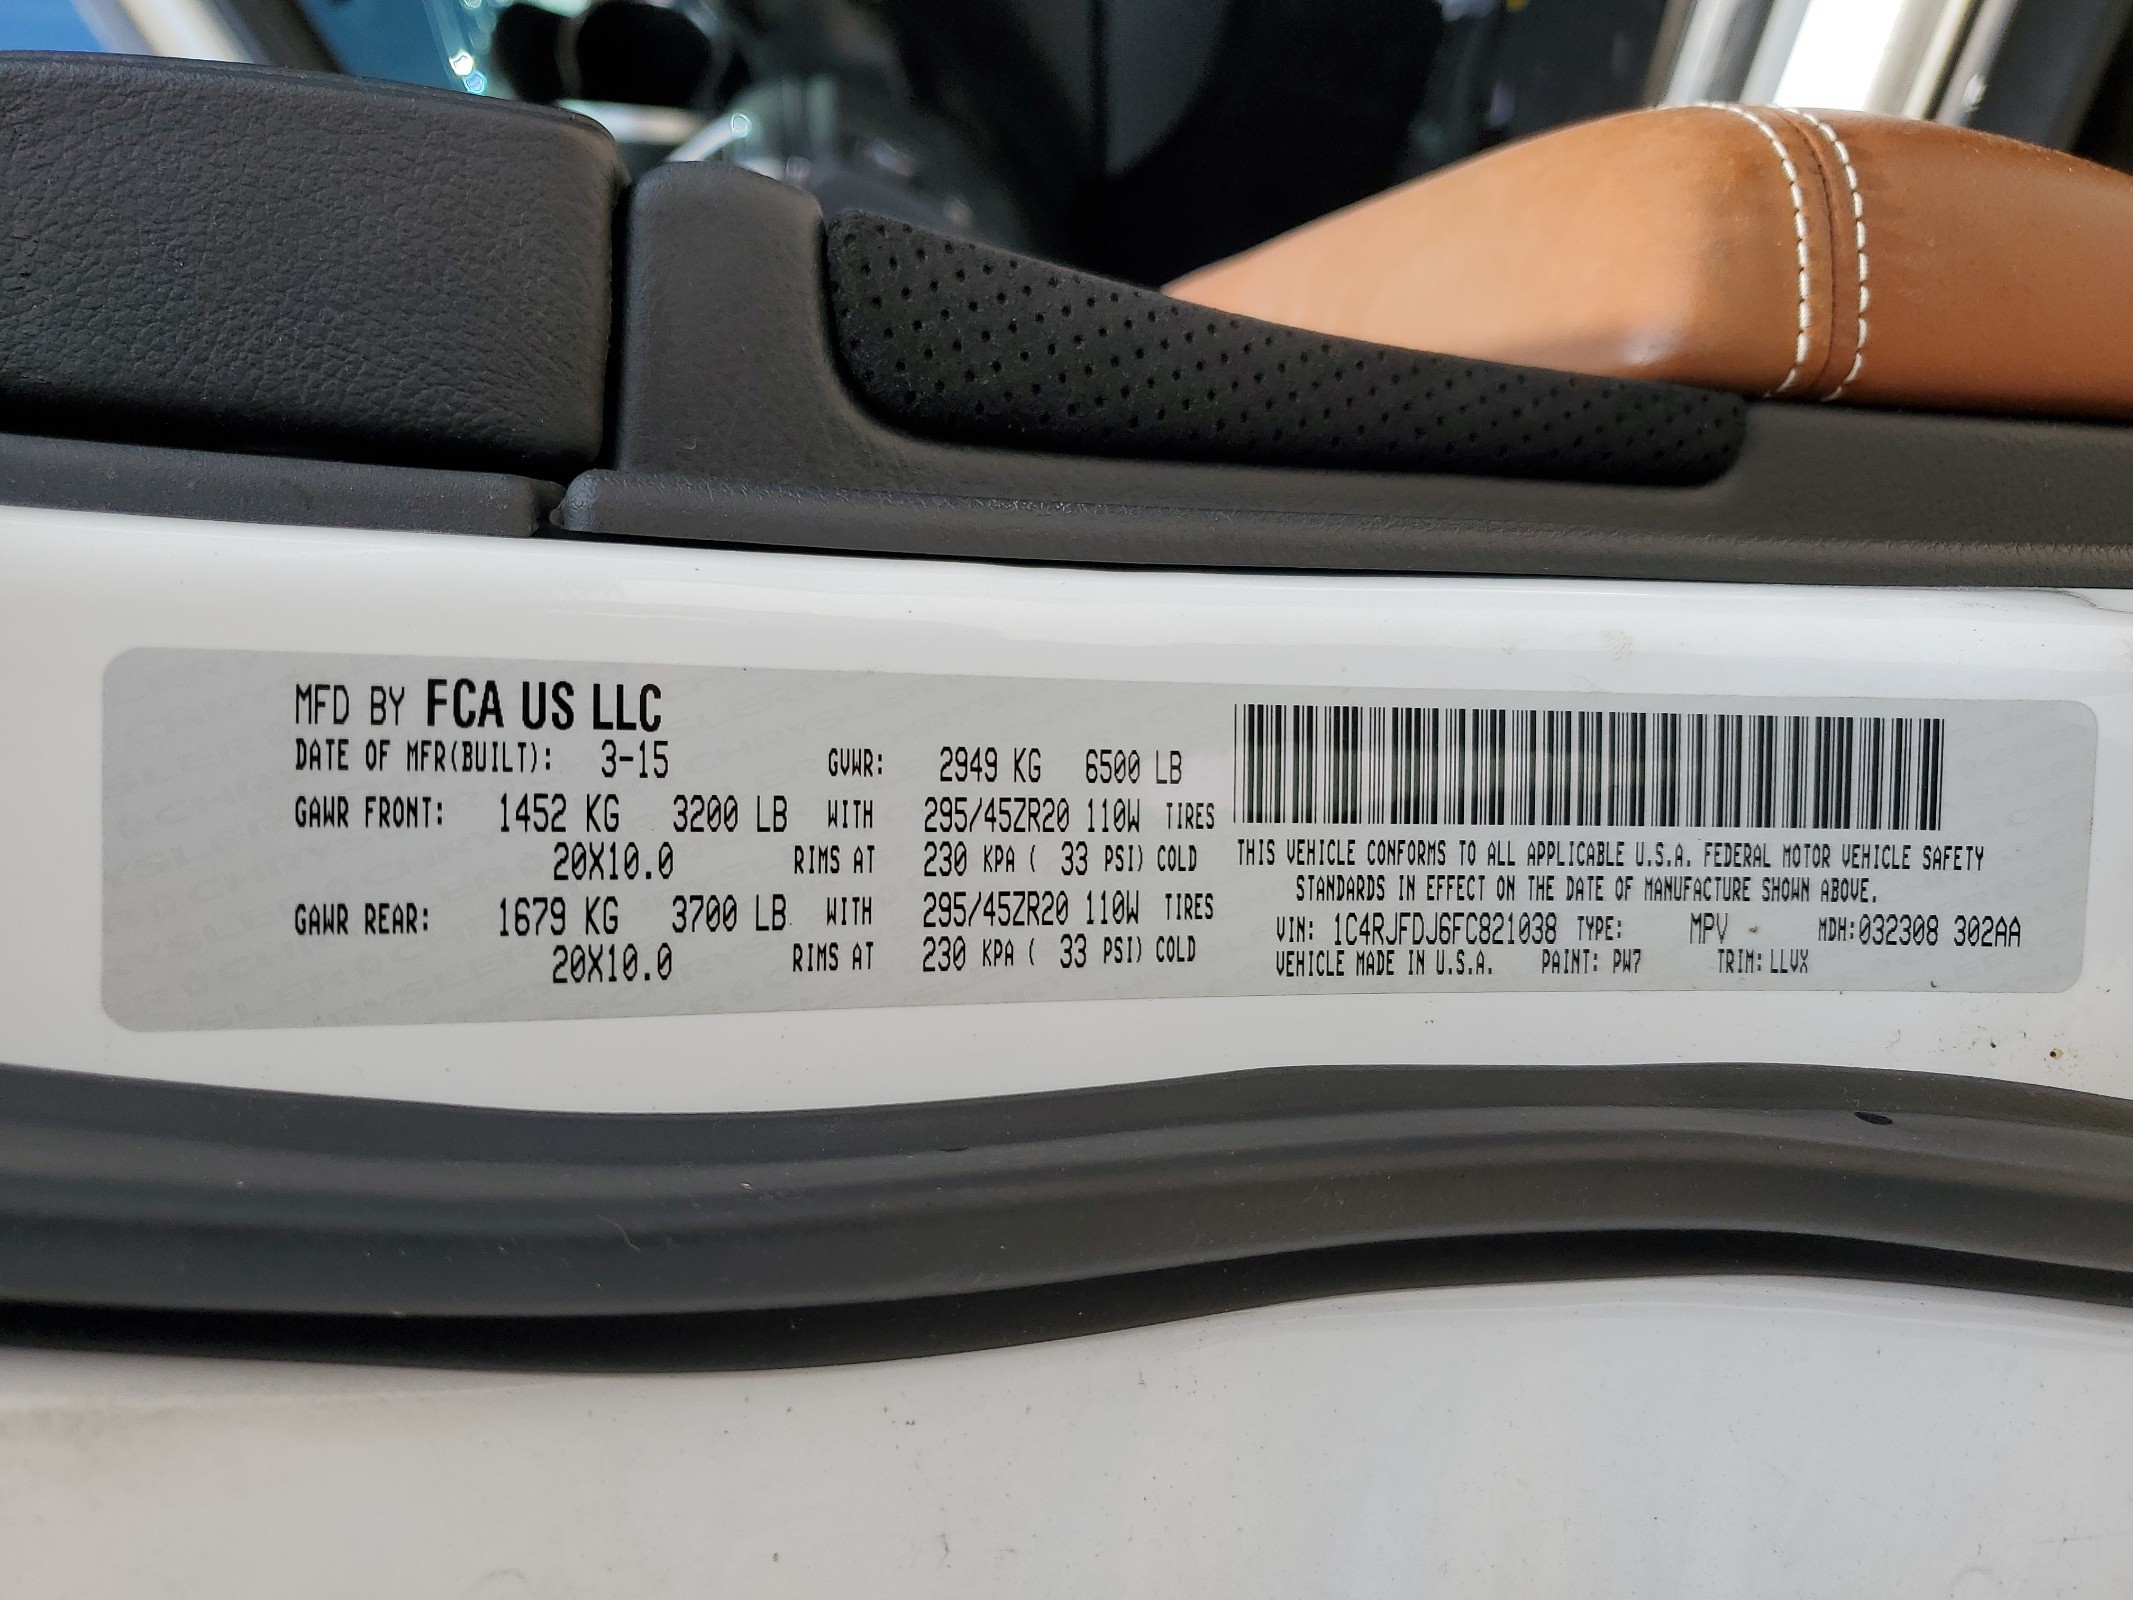 MFD BY FCA US LLC
DATE OF MFR(BUILT): 3-15 GVWR: 2949 KG 6500 LB
GAWR FRONT: 1452 KG 3200 LB WITH 295/45ZR20 110W TIRES
20X10.0 RIMS AT 230 KPA ( 33 PSI) COLD
GAWR REAR: 1679 KG 3700 LB WITH 295/45ZR20 110W TIRES
20X10.0 RIMS AT 230 KPA ( 33 PSI) COLD
THIS VEHICLE CONFORMS TO ALL APPLICABLE U.S.A. FEDERAL MOTOR VEHICLE SAFETY
STANDARDS IN EFFECT ON THE DATE OF MANUFACTURE SHOWN ABOVE.
VIN: 1C4RJFDJ6FC821038 TYPE: MPV MDH:032308 302AA
VEHICLE MADE IN U.S.A. PAINT: PW7 TRIM: LLVX